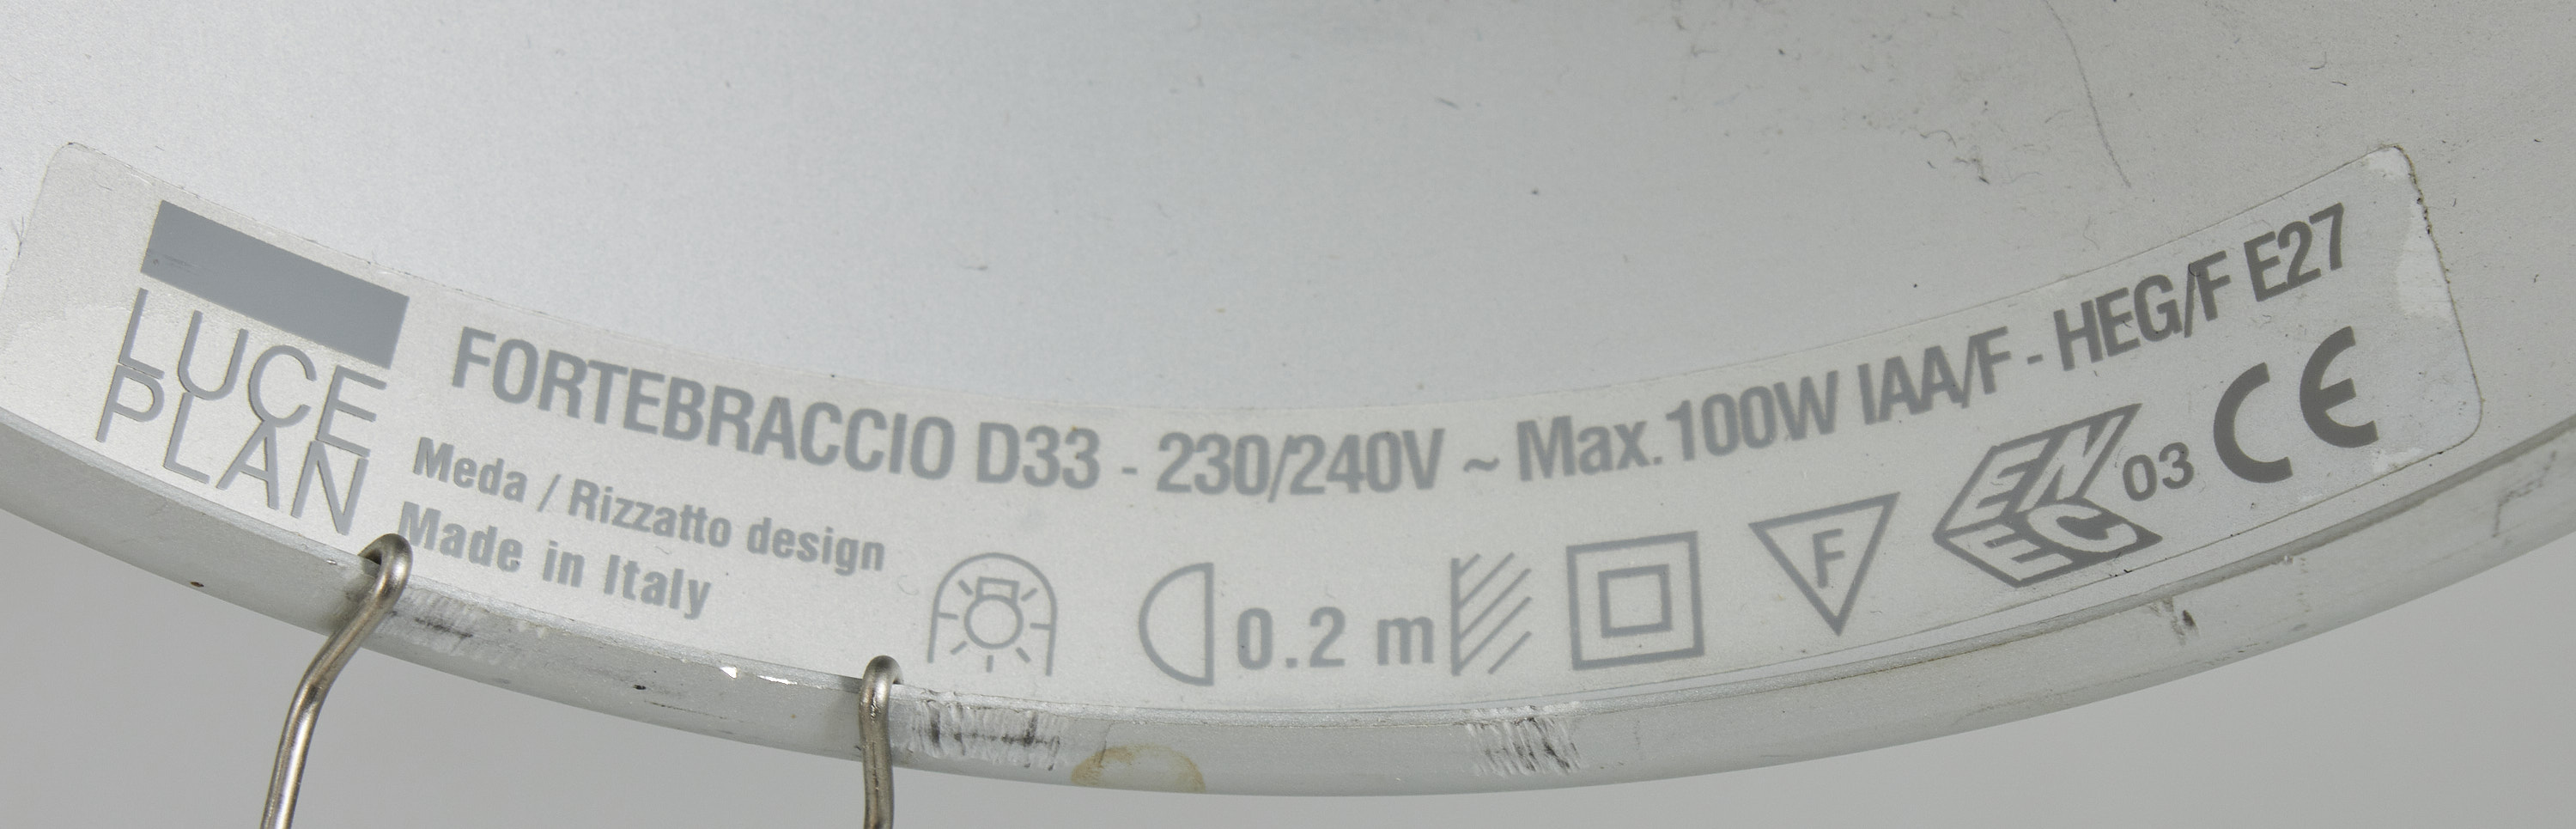 LUCE
PLAN
FORTEBRACCIO D33 - 230/240V ~ Max.100W IAA/F - HEG/F E27
Meda / Rizzatto design
Made in Italy
0.2 m
F
ENEC
03
CE